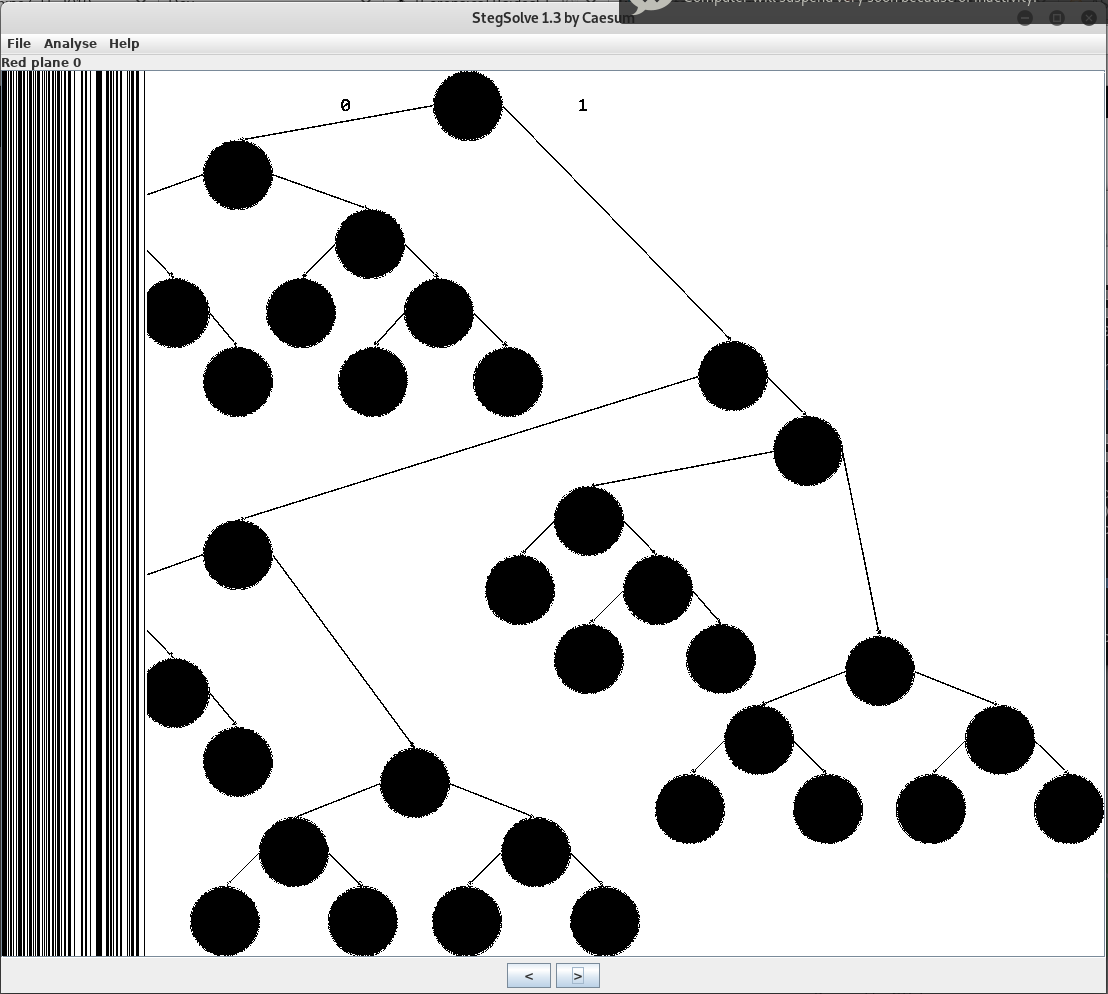 Computer will suspend very soon because of inactivity.
StegSolve 1.3 by Caesum
File Analyse Help
Red plane 0
0 1
< >